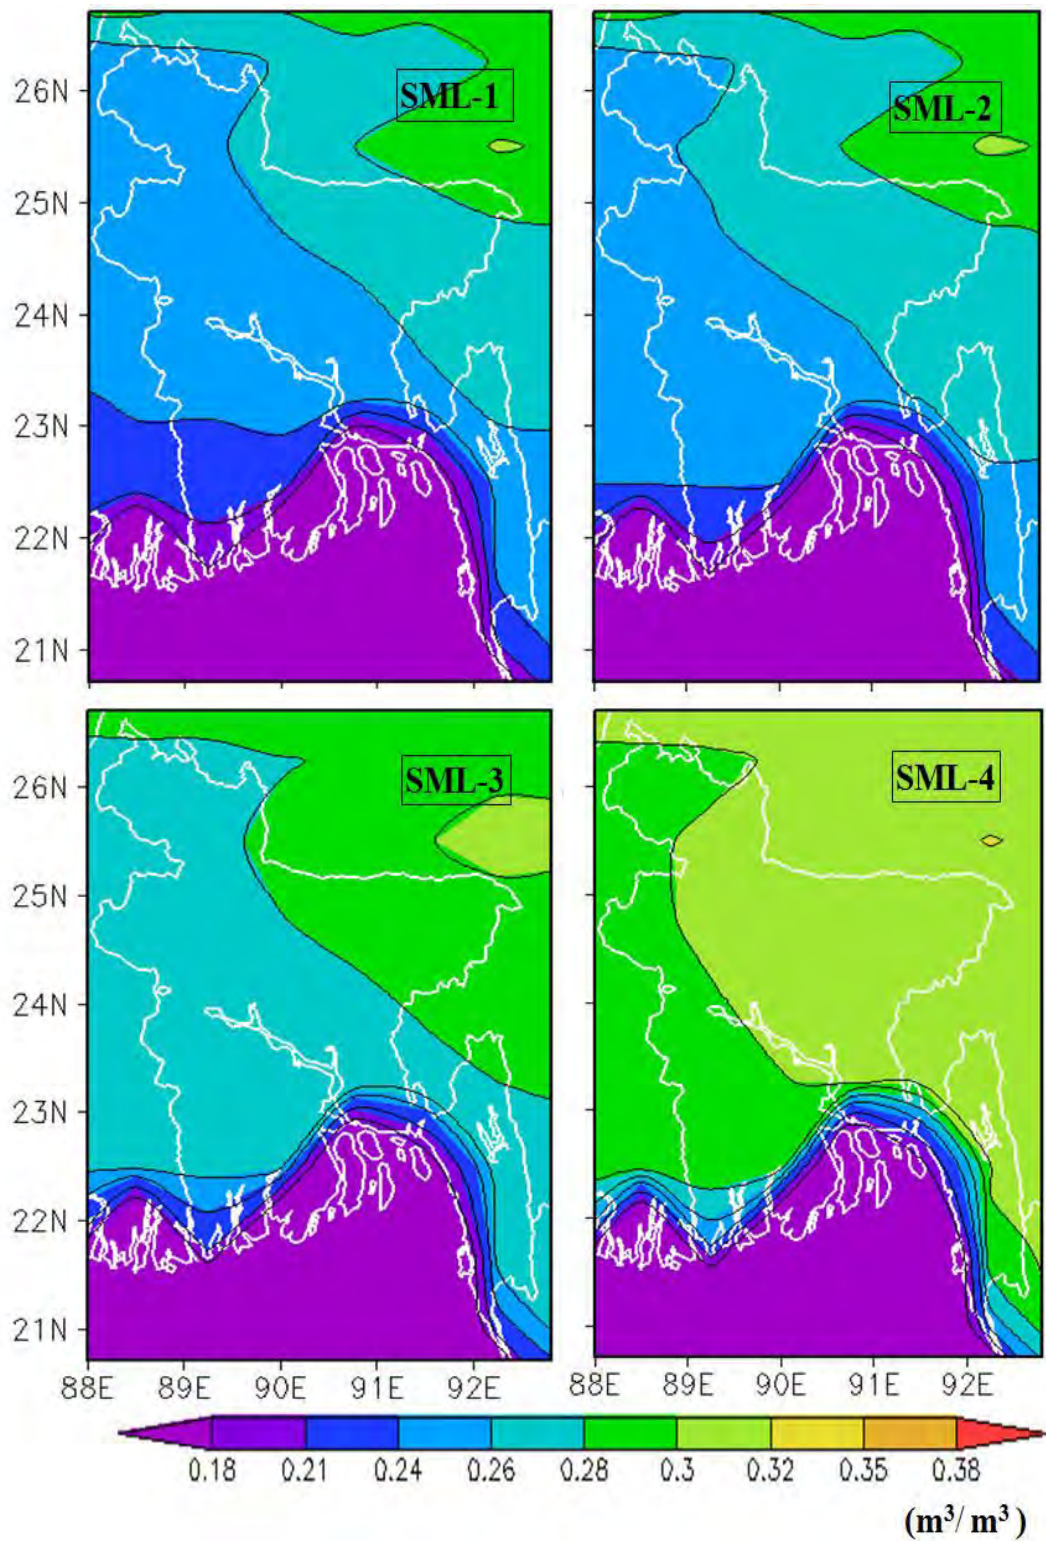 SML-1
SML-2
26N
25N
24N
23N
22N
21N
SML-3
SML-4
26N
25N
24N
23N
22N
21N
88E 89E 90E 91E 92E 88E 89E 90E 91E 92E
0.18 0.21 0.24 0.26 0.28 0.3 0.32 0.35 0.38
(m³/ m³ )